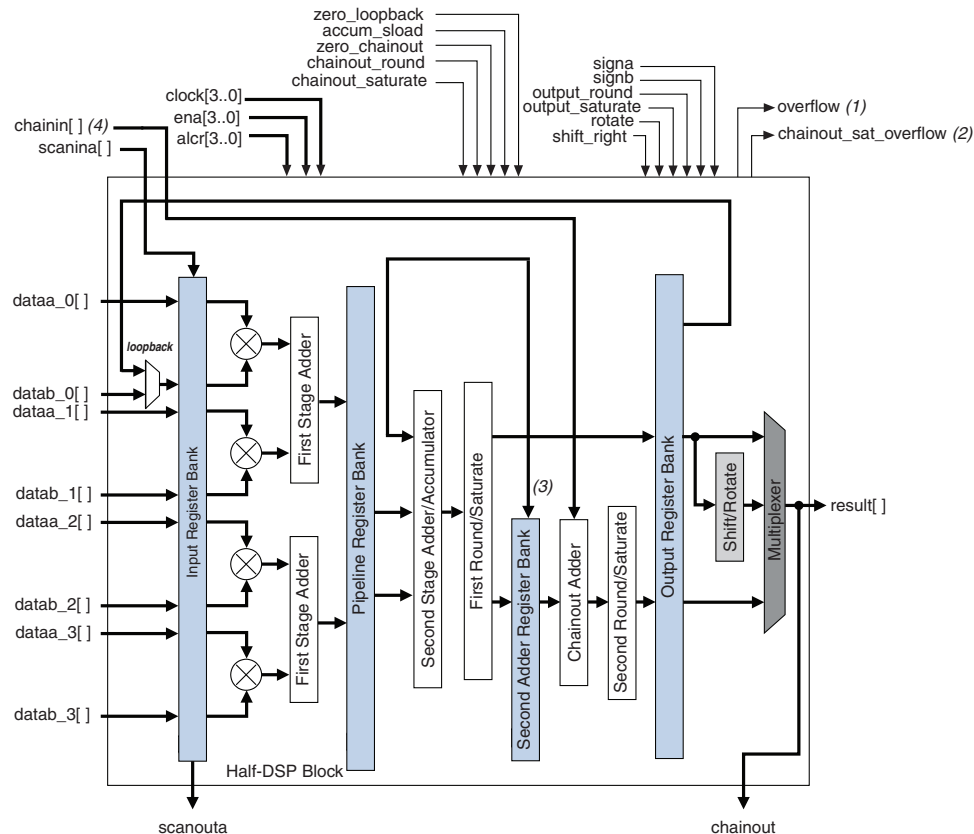 zero_loopback
accum_sload
zero_chainout
chainout_round
chainout_saturate
signa
signb
output_round
output_saturate
rotate
shift_right
clock[3..0]
ena[3..0]
alcr[3..0]
overflow (1)
chainout_sat_overflow (2)
chainin[ ] (4)
scanina[ ]
dataa_0[ ]
loopback
datab_0[ ]
dataa_1[ ]
datab_1[ ]
dataa_2[ ]
datab_2[ ]
dataa_3[ ]
datab_3[ ]
Input Register Bank
First Stage Adder
First Stage Adder
Pipeline Register Bank
Second Stage Adder/Accumulator
First Round/Saturate
(3)
Second Adder Register Bank
Chainout Adder
Second Round/Saturate
Output Register Bank
Shift/Rotate
Multiplexer
result[ ]
Half-DSP Block
scanouta
chainout